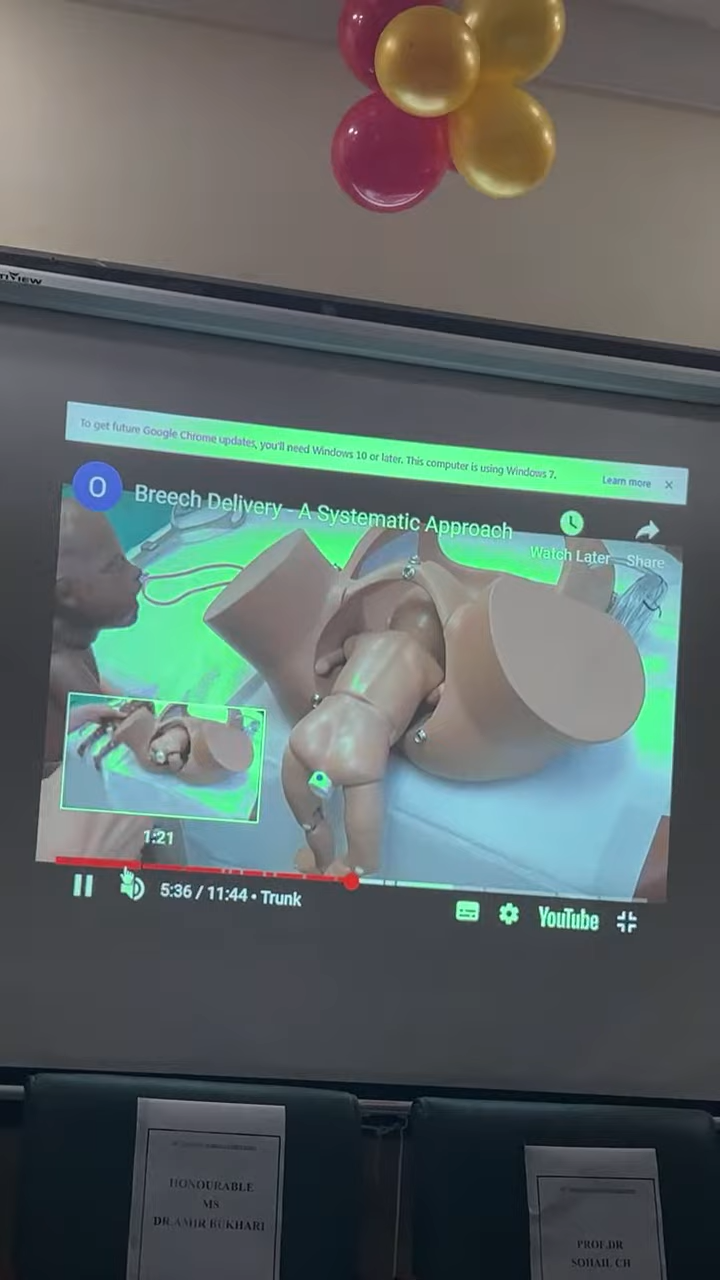 To get future Google Chrome updates, you'll need Windows 10 or later. This computer is using Windows 7.
Learn more
O
Breech Delivery - A Systematic Approach
Watch Later
Share
1:21
5:36 / 11:44 • Trunk
YouTube
HONOURABLE
MS
DR.AMIR BUKHARI
PROF.DR
SOHAIL CH